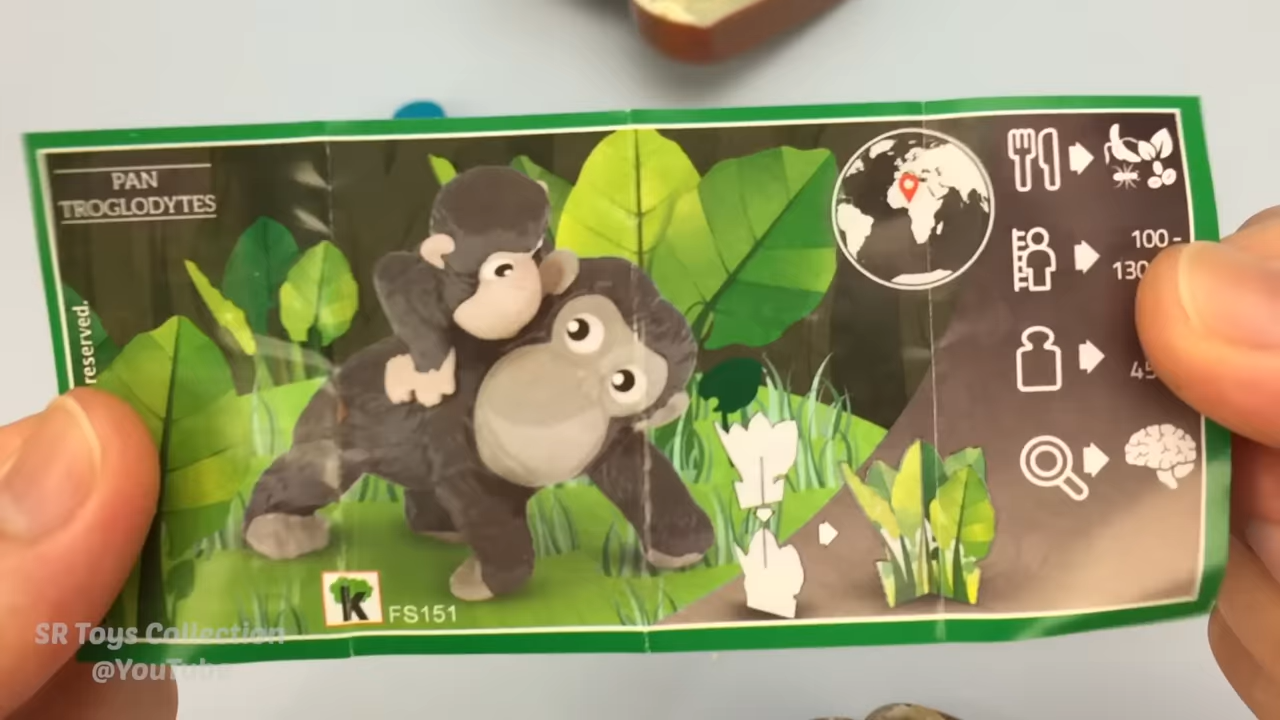 PAN
TROGLODYTES
reserved.
100 -
130
45
k FS151
SR Toys Collection
@YouTube